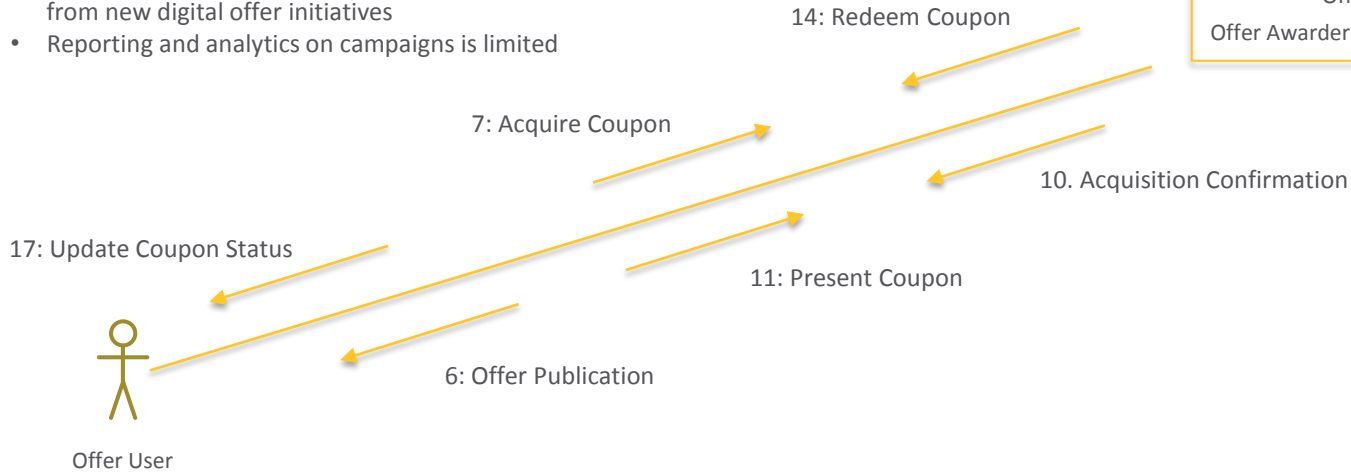 from new digital offer initiatives
• Reporting and analytics on campaigns is limited
14: Redeem Coupon
Offer Awarder
7: Acquire Coupon
10. Acquisition Confirmation
17: Update Coupon Status
11: Present Coupon
6: Offer Publication
Offer User